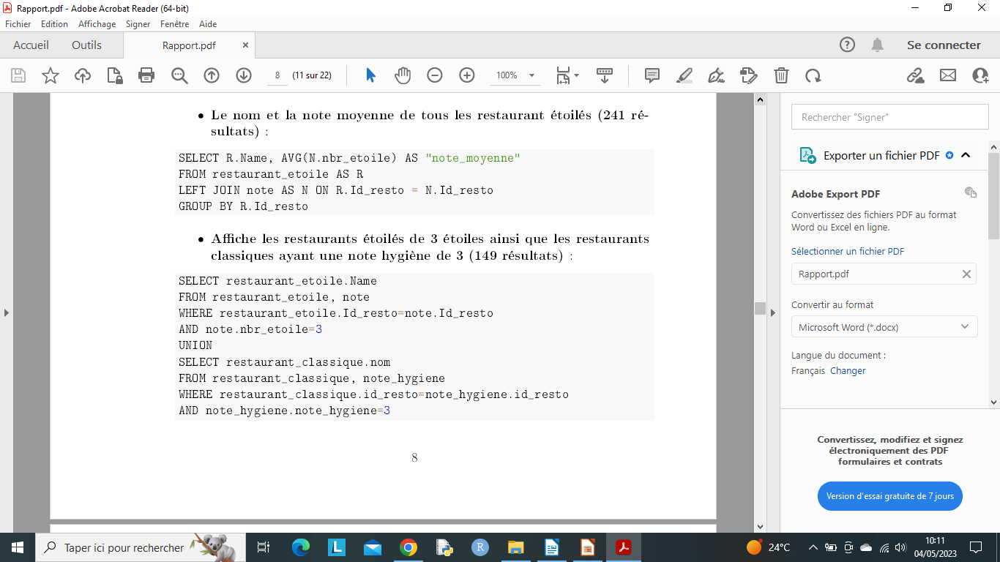 Rapport.pdf - Adobe Acrobat Reader (64-bit)
Fichier Edition Affichage Signer Fenêtre Aide
Accueil Outils Rapport.pdf × Se connecter
8 (11 sur 22) 100%
• Le nom et la note moyenne de tous les restaurant étoilés (241 ré-
sultats) :
SELECT R.Name, AVG(N.nbr_etoile) AS "note_moyenne"
FROM restaurant_etoile AS R
LEFT JOIN note AS N ON R.Id_resto = N.Id_resto
GROUP BY R.Id_resto
• Affiche les restaurants étoilés de 3 étoiles ainsi que les restaurants
classiques ayant une note hygiène de 3 (149 résultats) :
SELECT restaurant_etoile.Name
FROM restaurant_etoile, note
WHERE restaurant_etoile.Id_resto=note.Id_resto
AND note.nbr_etoile=3
UNION
SELECT restaurant_classique.nom
FROM restaurant_classique, note_hygiene
WHERE restaurant_classique.id_resto=note_hygiene.id_resto
AND note_hygiene.note_hygiene=3
8
Rechercher "Signer"
Exporter un fichier PDF
Adobe Export PDF
Convertissez des fichiers PDF au format
Word ou Excel en ligne.
Sélectionner un fichier PDF
Rapport.pdf
Convertir au format
Microsoft Word (*.docx)
Langue du document :
Français Changer
Convertissez, modifiez et signez
électroniquement des PDF
formulaires et contrats
Version d'essai gratuite de 7 jours
Taper ici pour rechercher
L
R
24°C
10:11
04/05/2023